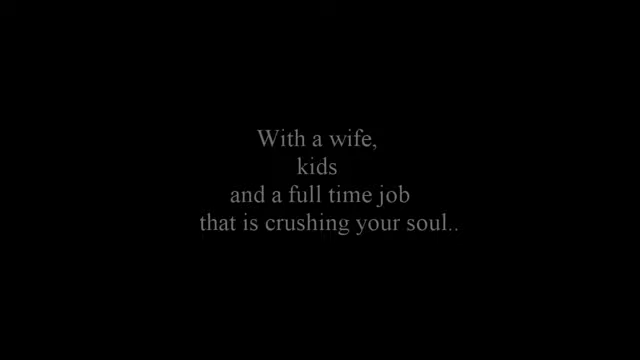 With a wife,
kids
and a full time job
that is crushing your soul..